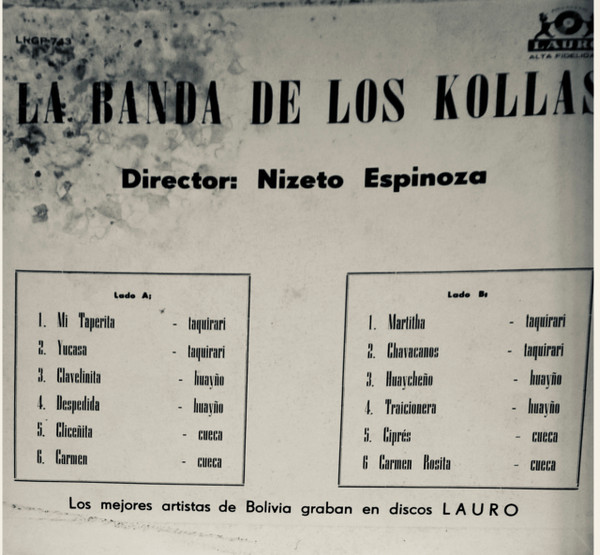 LNGP-743
LAURO
ALTA FIDELIDAD
LA BANDA DE LOS KOLLAS
Director: Nizeto Espinoza
Lado A:
1. Mi Taperita - taquirari
2. Yucasa - taquirari
3. Clavelinita - huayño
4. Despedida - huayño
5. Cliceñita - cueca
6. Carmen - cueca
Lado B:
1. Martitha - taquirari
2. Chavacanos - taquirari
3. Huaycheño - huayño
4. Traicionera - huayño
5. Ciprés - cueca
6 Carmen Rosita - cueca
Los mejores artistas de Bolivia graban en discos LAURO